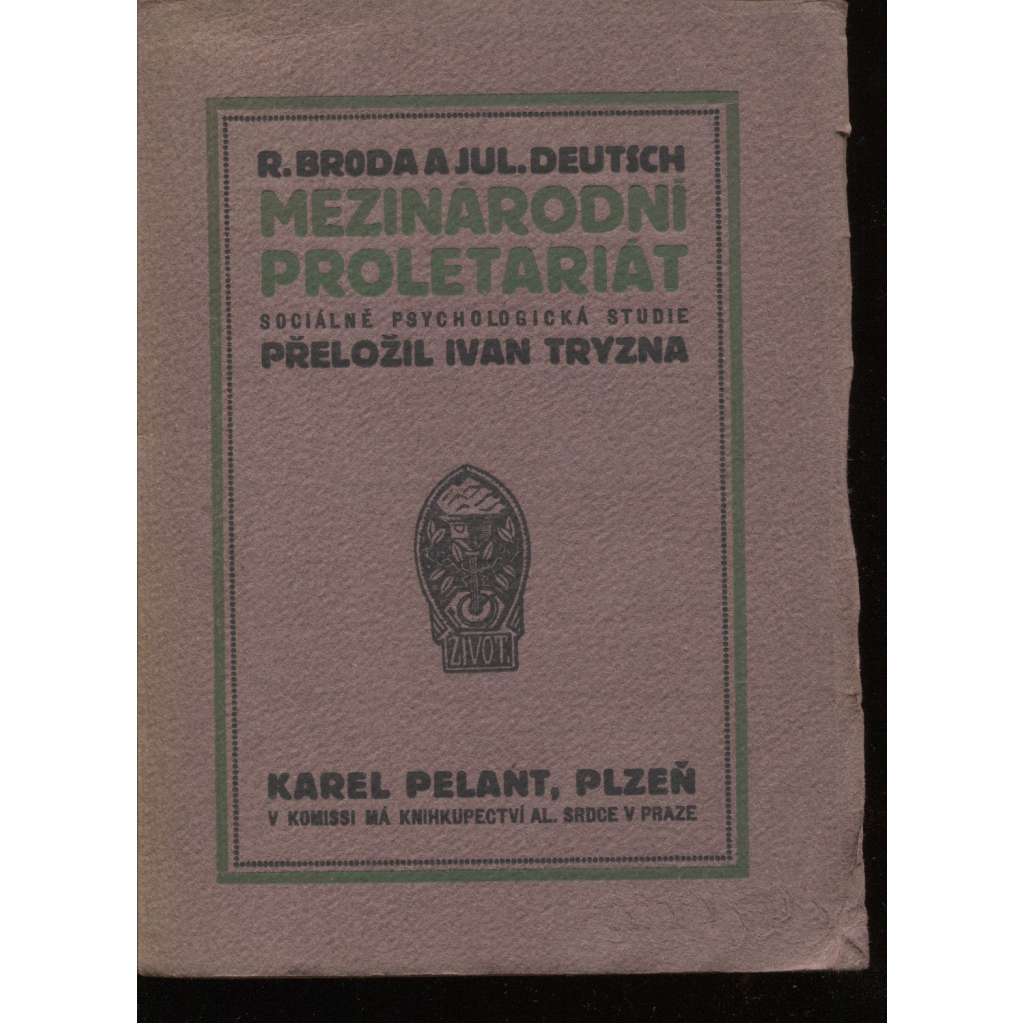 R. BRODA A JUL. DEUTSCH
MEZINÁRODNÍ
PROLETARIÁT
SOCIÁLNĚ PSYCHOLOGICKÁ STUDIE
PŘELOŽIL IVAN TRYZNA
ŽIVOT.
KAREL PELANT, PLZEŇ
V KOMISSI MÁ KNIHKUPECTVÍ AL. SRDCE V PRAZE